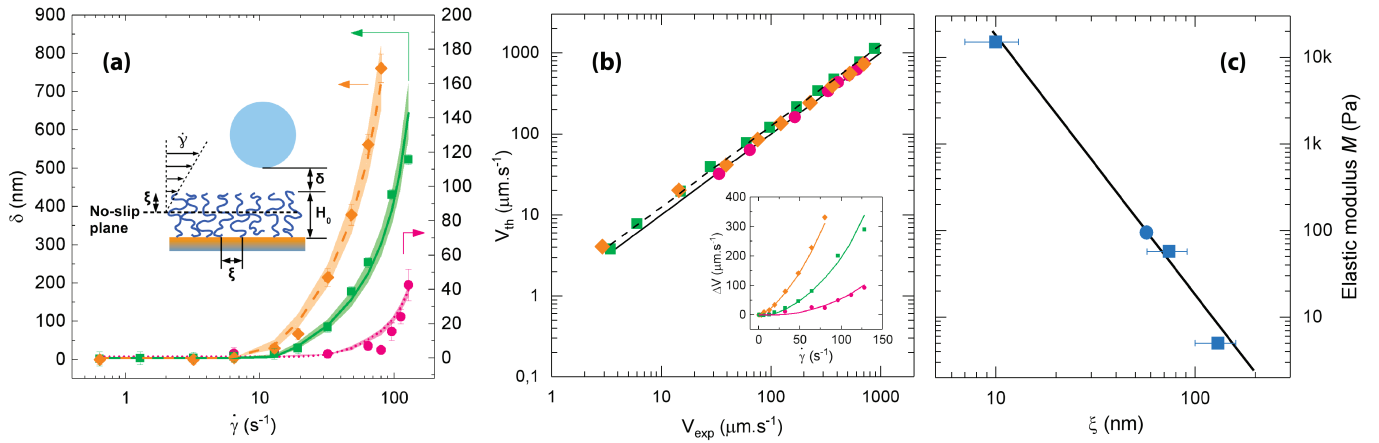 (a)
δ (nm)
900
800
700
600
500
400
300
200
100
0
200
180
160
140
120
100
80
60
40
20
0
γ̇
δ
ξ
H₀
No-slip
plane
ξ
1 10 100
γ̇ (s⁻¹)
(b)
V_th (μm.s⁻¹)
1000
100
10
1
0,1
1 10 100 1000
V_exp (μm.s⁻¹)
ΔV (μm.s⁻¹)
400
300
200
100
0
0 50 100 150
γ̇ (s⁻¹)
(c)
10k
1k
100
10
Elastic modulus M (Pa)
10 100
ξ (nm)